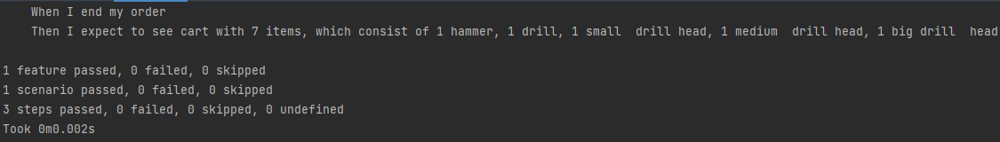 When I end my order
Then I expect to see cart with 7 items, which consist of 1 hammer, 1 drill, 1 small  drill head, 1 medium  drill head, 1 big drill  head
1 feature passed, 0 failed, 0 skipped
1 scenario passed, 0 failed, 0 skipped
3 steps passed, 0 failed, 0 skipped, 0 undefined
Took 0m0.002s